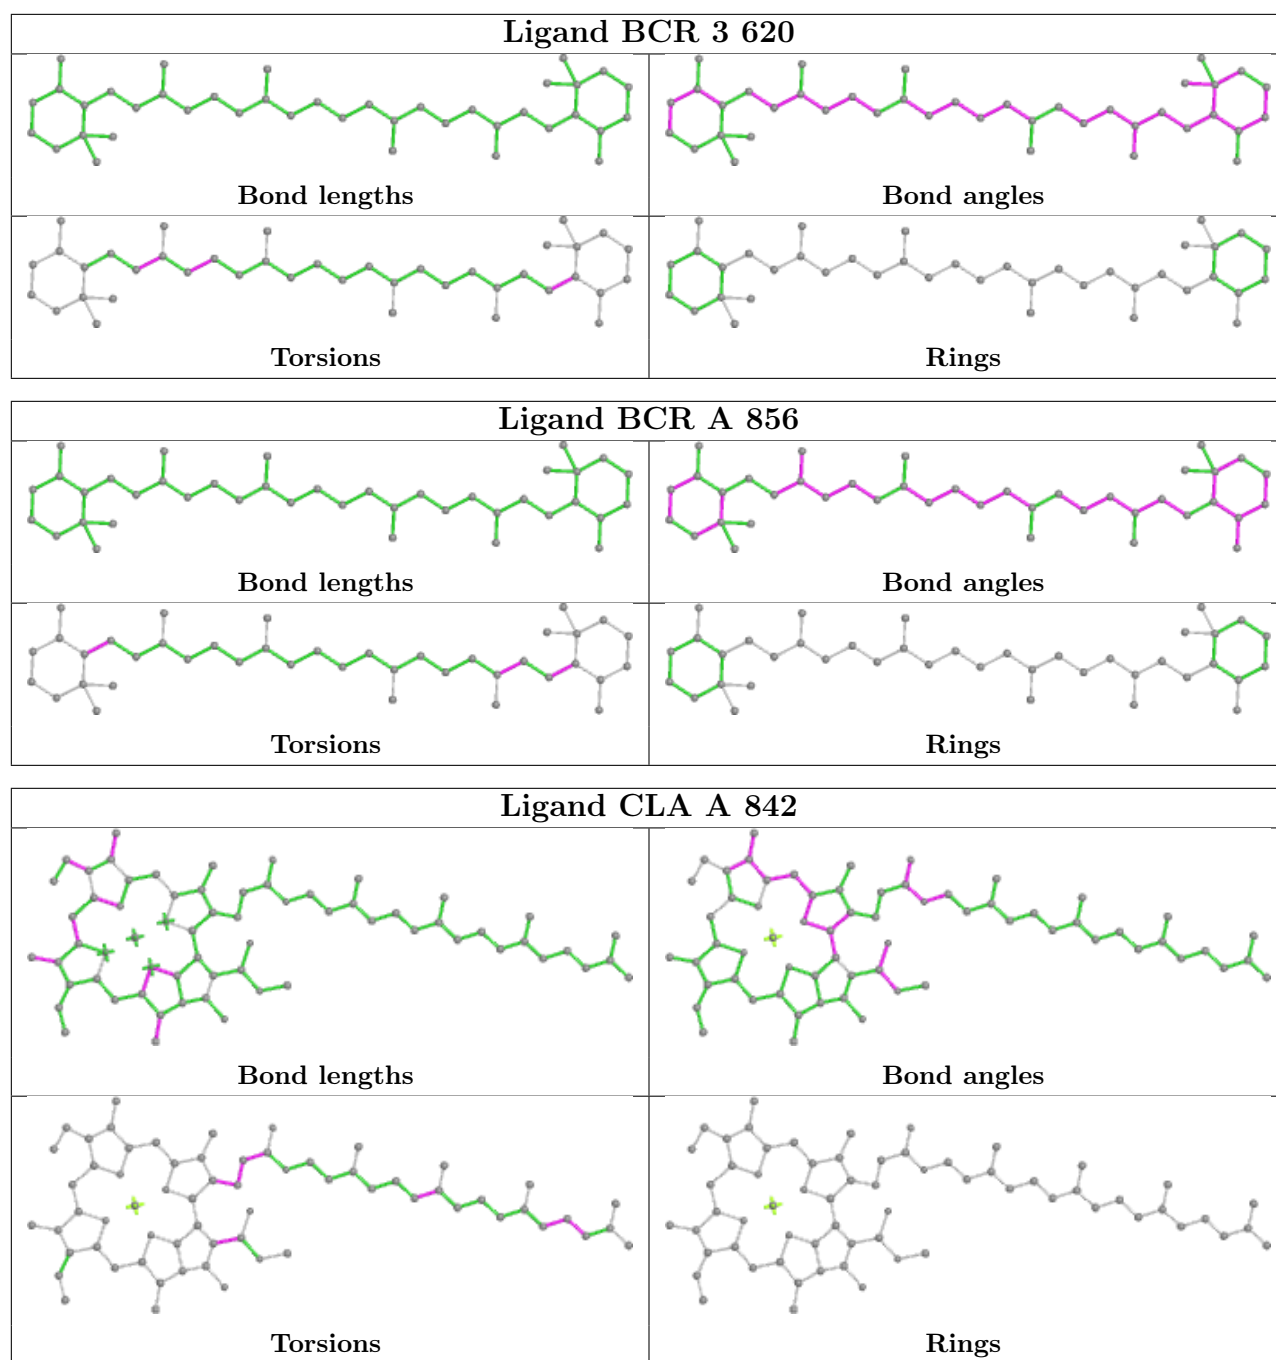 Ligand BCR 3 620
Bond lengths
Bond angles
Torsions
Rings
Ligand BCR A 856
Bond lengths
Bond angles
Torsions
Rings
Ligand CLA A 842
Bond lengths
Bond angles
Torsions
Rings